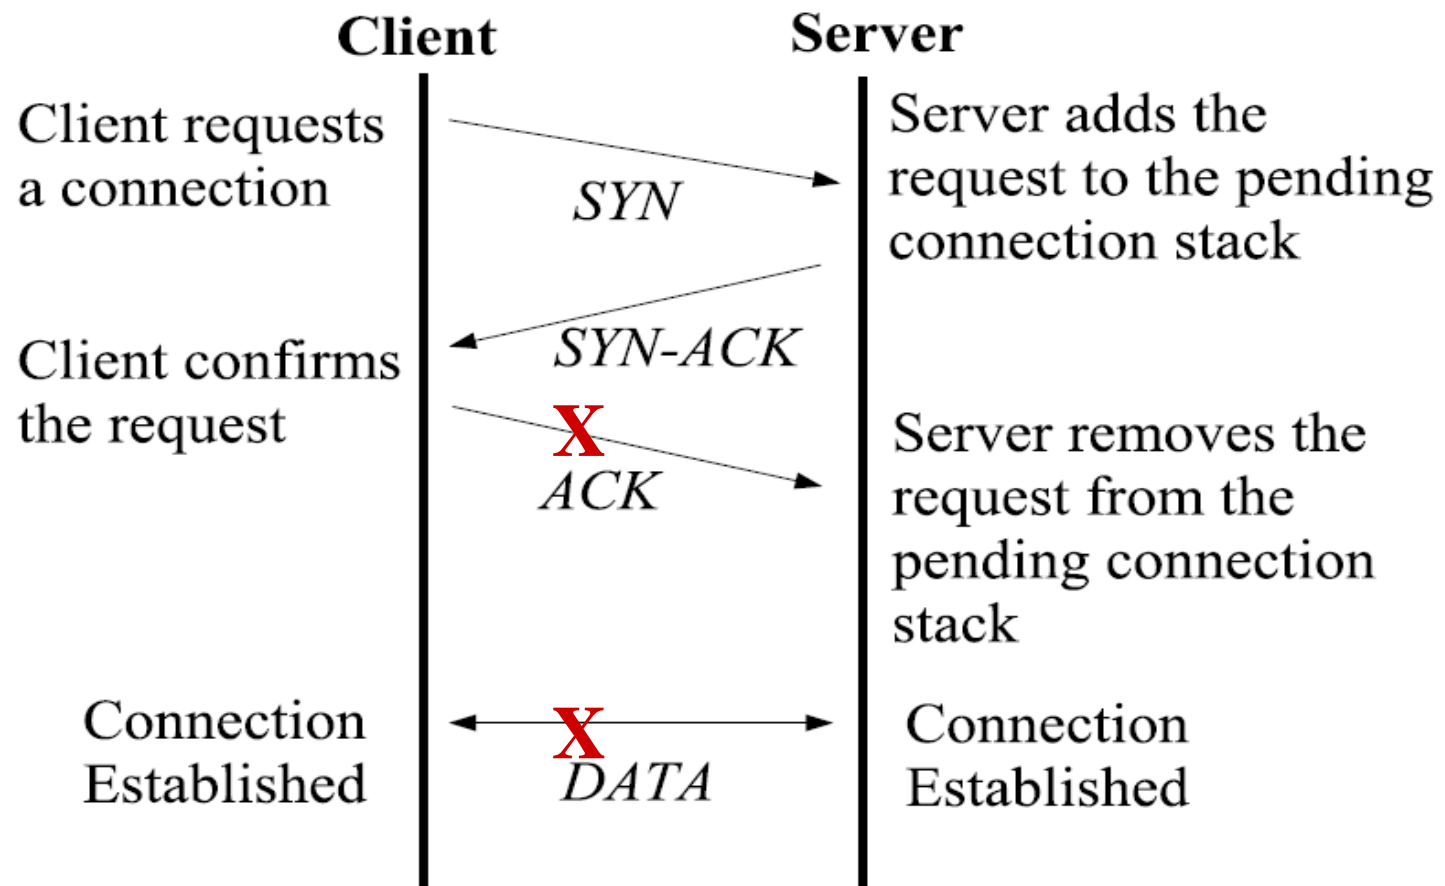 Client
Server
Client requests
a connection
SYN
Server adds the
request to the pending
connection stack
SYN-ACK
Client confirms
the request
X
ACK
Server removes the
request from the
pending connection
stack
Connection
Established
X
DATA
Connection
Established